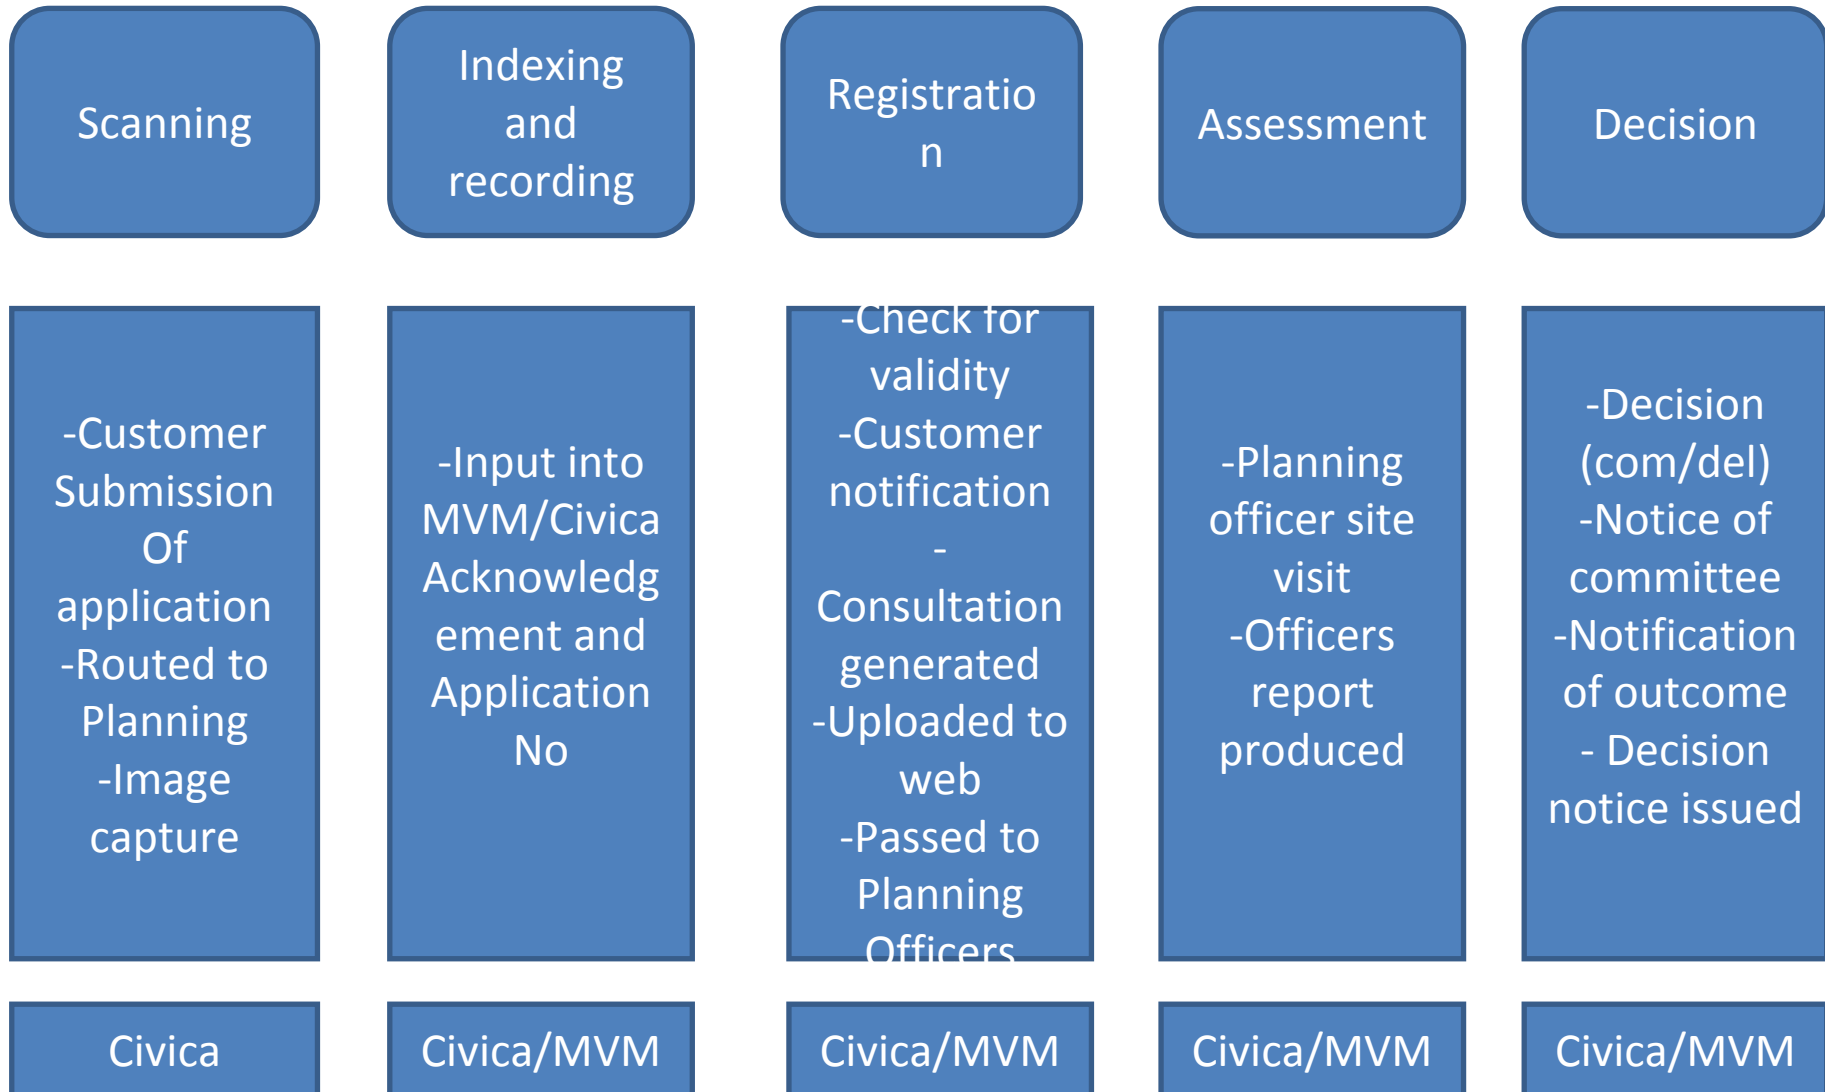 Scanning
Indexing
and
recording
Registratio
n
Assessment
Decision
-Customer
Submission
Of
application
-Routed to
Planning
-Image
capture
-Input into
MVM/Civica
Acknowledg
ement and
Application
No
-Check for
validity
-Customer
notification
-
Consultation
generated
-Uploaded to
web
-Passed to
Planning
Officers
-Planning
officer site
visit
-Officers
report
produced
-Decision
(com/del)
-Notice of
committee
-Notification
of outcome
- Decision
notice issued
Civica
Civica/MVM
Civica/MVM
Civica/MVM
Civica/MVM